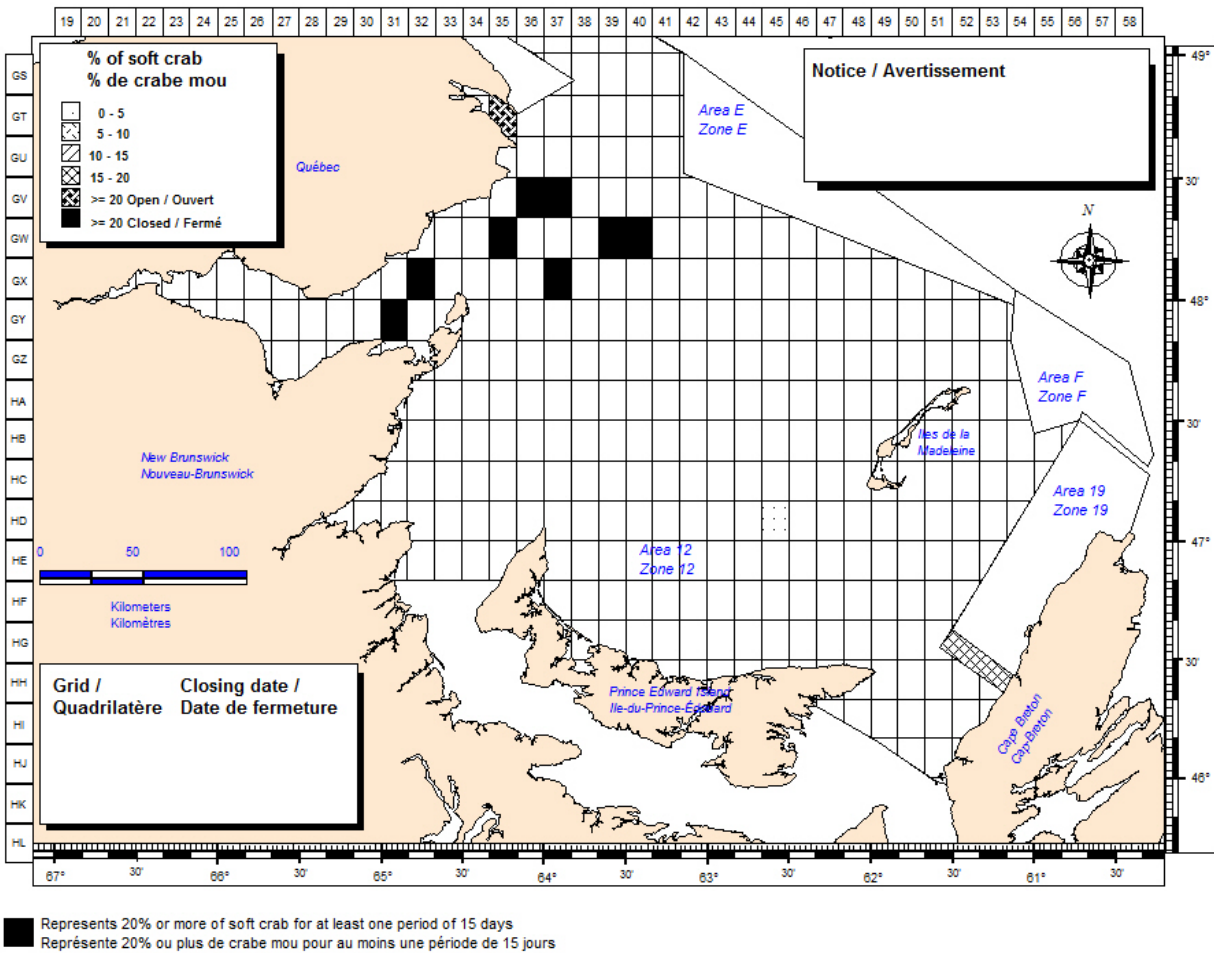 19 20 21 22 23 24 25 26 27 28 29 30 31 32 33 34 35 36 37 38 39 40 41 42 43 44 45 46 47 48 49 50 51 52 53 54 55 56 57 58
% of soft crab
% de crabe mou
0 - 5
5 - 10
10 - 15
15 - 20
>= 20 Open / Ouvert
>= 20 Closed / Fermé
Notice / Avertissement
GS
GT
GU
GV
GW
GX
GY
GZ
HA
HB
HC
HD
HE
HF
HG
HH
HI
HJ
HK
HL
49°
30'
48°
30'
47°
30'
46°
N
Area E
Zone E
Québec
Area F
Zone F
Iles de la
Madeleine
New Brunswick
Nouveau-Brunswick
Area 19
Zone 19
Area 12
Zone 12
0 50 100
Kilometers
Kilomètres
Prince Edward Island
Ile-du-Prince-Édouard
Cape Breton
Cap-Breton
Grid / Closing date /
Quadrilatère Date de fermeture
67° 30' 66° 30' 65° 30' 64° 30' 63° 30' 62° 30' 61° 30'
Represents 20% or more of soft crab for at least one period of 15 days
Représente 20% ou plus de crabe mou pour au moins une période de 15 jours